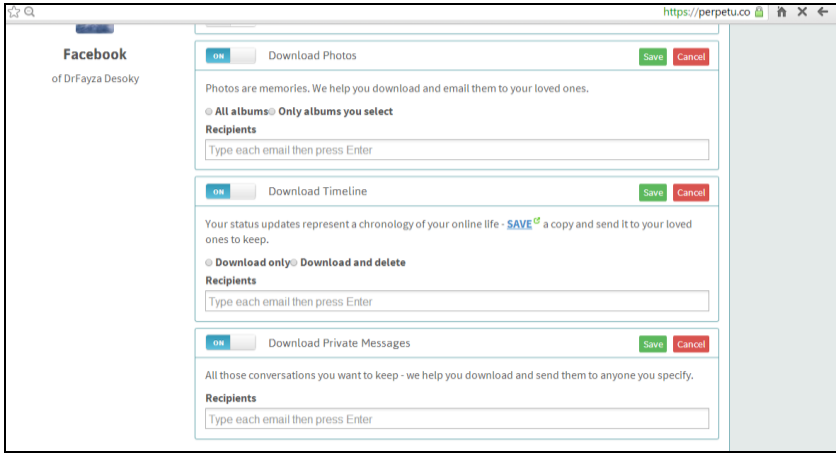 https://perpetu.co
Facebook
of DrFayza Desoky
ON Download Photos Save Cancel
Photos are memories. We help you download and email them to your loved ones.
All albums Only albums you select
Recipients
Type each email then press Enter
ON Download Timeline Save Cancel
Your status updates represent a chronology of your online life - SAVE a copy and send it to your loved
ones to keep.
Download only Download and delete
Recipients
Type each email then press Enter
ON Download Private Messages Save Cancel
All those conversations you want to keep - we help you download and send them to anyone you specify.
Recipients
Type each email then press Enter